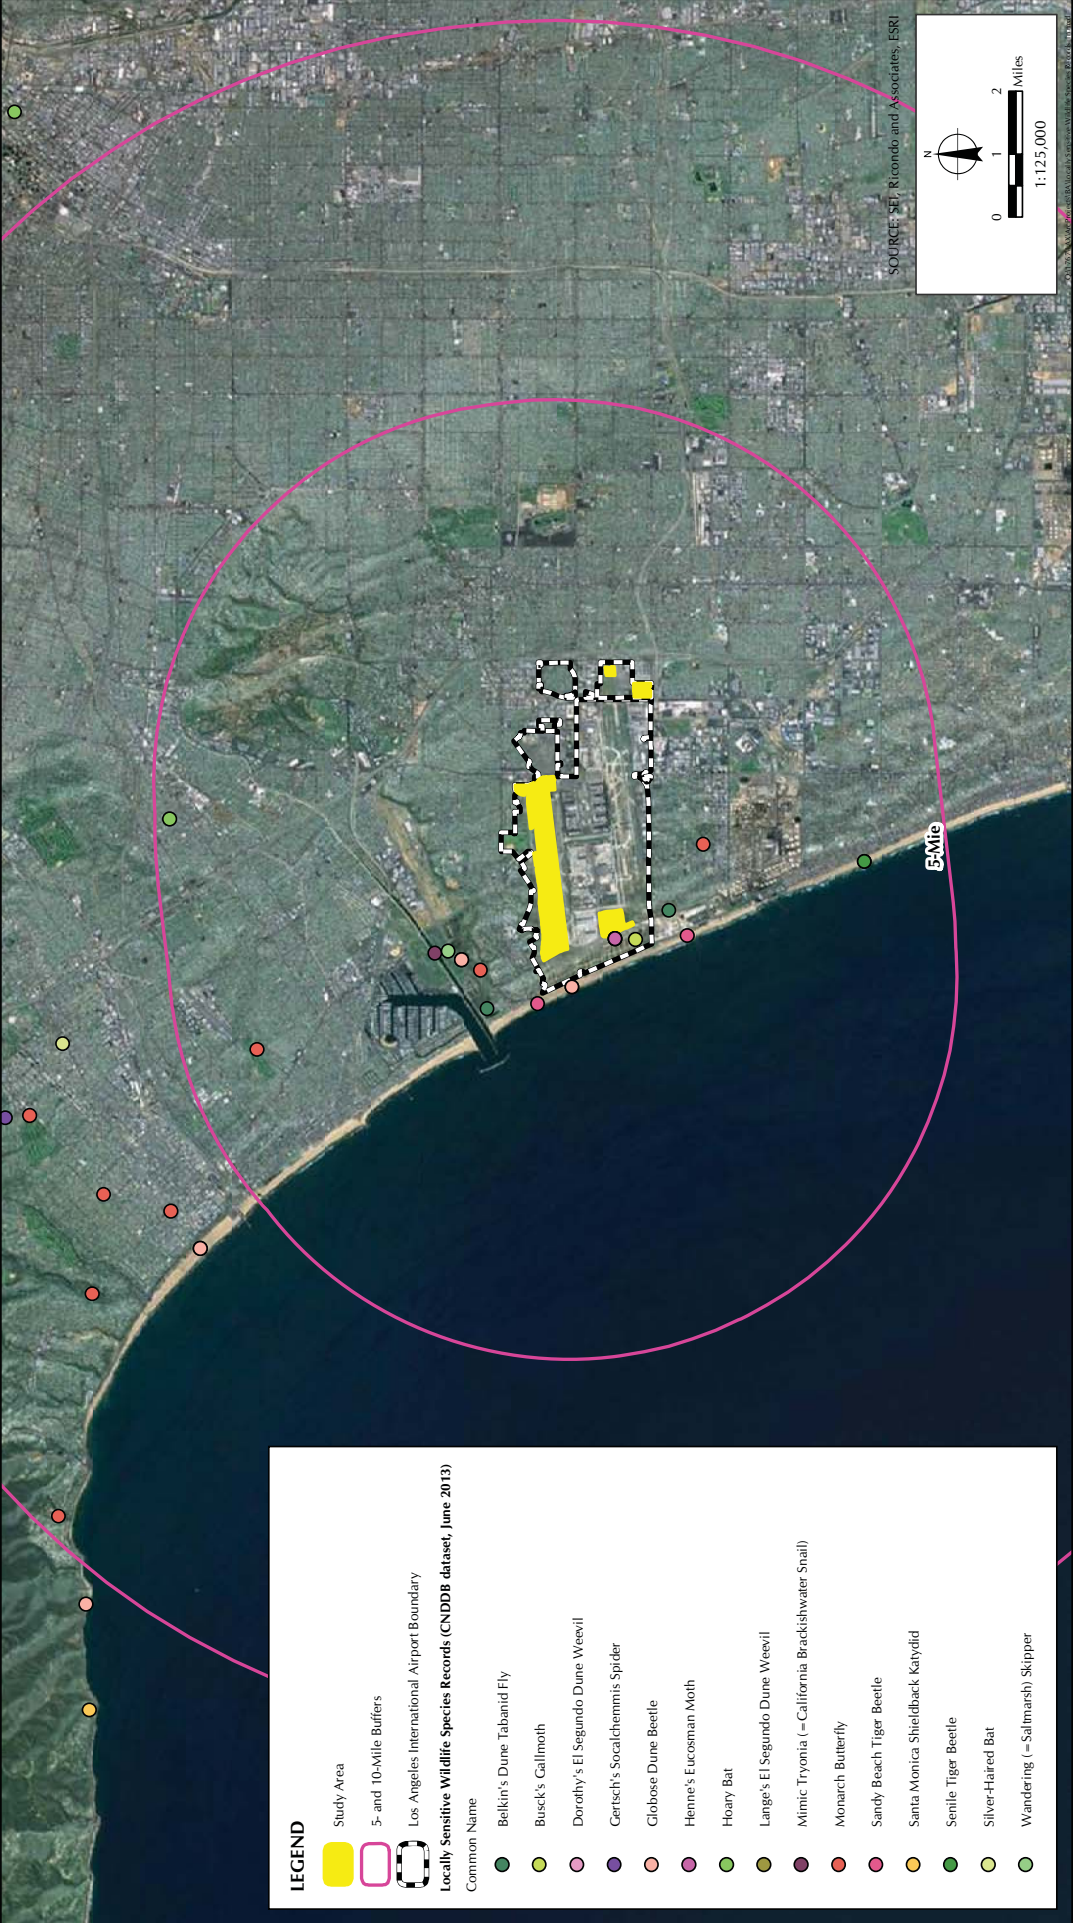 LEGEND
Study Area
5- and 10-Mile Buffers
Los Angeles International Airport Boundary
Locally Sensitive Wildlife Species Records (CNDDB dataset, June 2013)
Common Name
Belkin's Dune Tabanid Fly
Busck's Gallmoth
Dorothy's El Segundo Dune Weevil
Gertsch's Socalchemmis Spider
Globose Dune Beetle
Henne's Eucosman Moth
Hoary Bat
Lange's El Segundo Dune Weevil
Mimic Tryonia (=California Brackishwater Snail)
Monarch Butterfly
Sandy Beach Tiger Beetle
Santa Monica Shieldback Katydid
Senile Tiger Beetle
Silver-Haired Bat
Wandering (=Saltmarsh) Skipper
5-Mie
SOURCE: SEI, Ricondo and Associates, ESRI
N
0 1 2
Miles
1:125,000